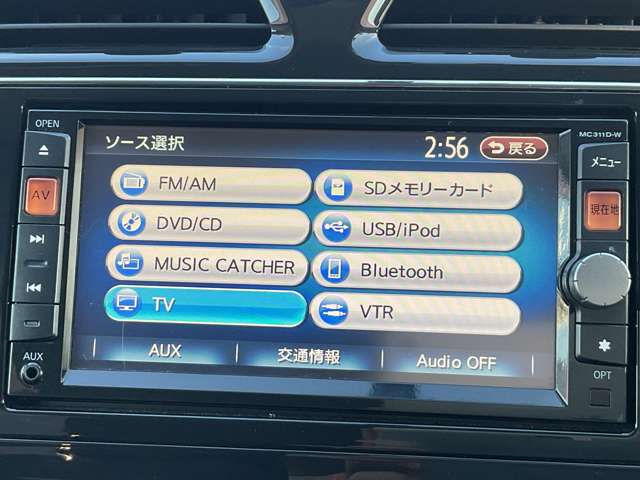 OPEN
MC311D-W
ソース選択 2:56 戻る
メニュー
AV
現在地
FM/AM SDメモリーカード
DVD/CD USB/iPod
MUSIC CATCHER Bluetooth
TV VTR
AUX 交通情報 Audio OFF
AUX
OPT